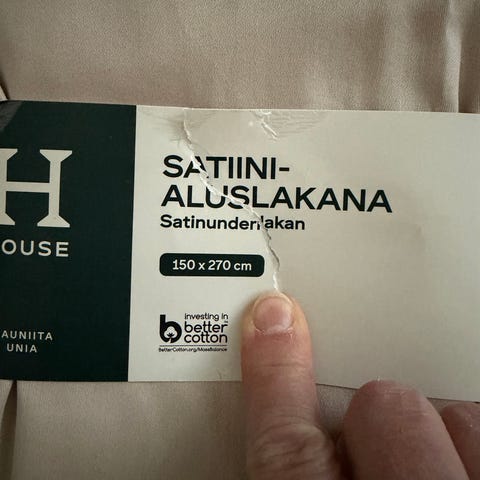 H
OUSE
AUNIITA
UNIA
SATIINI-
ALUSLAKANA
Satinunderlakan
150 x 270 cm
investing in
better
cotton
BetterCotton.org/MassBalance